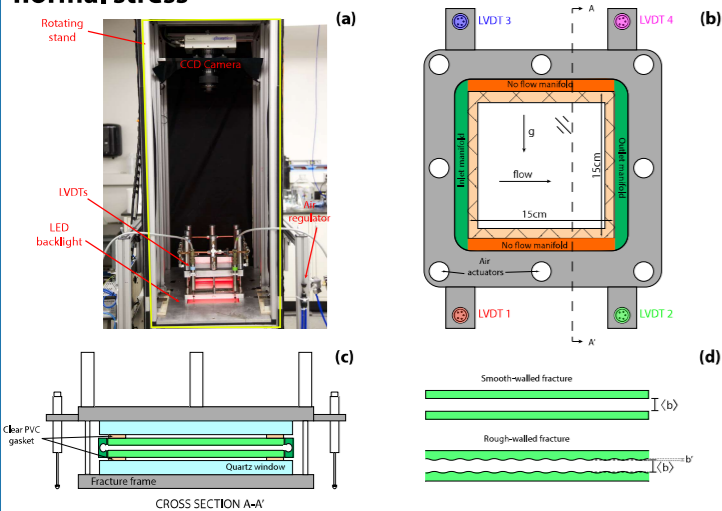 normal stress
(a)
Rotating
stand
CCD Camera
LVDTs
LED
backlight
Air
regulator
(b)
LVDT 3
A
LVDT 4
No flow manifold
Inlet manifold
g
flow
15cm
15cm
Outlet manifold
No flow manifold
Air
actuators
LVDT 1
LVDT 2
A'
(c)
Clear PVC
gasket
Quartz window
Fracture frame
CROSS SECTION A-A'
(d)
Smooth-walled fracture
⟨b⟩
Rough-walled fracture
b'
⟨b⟩